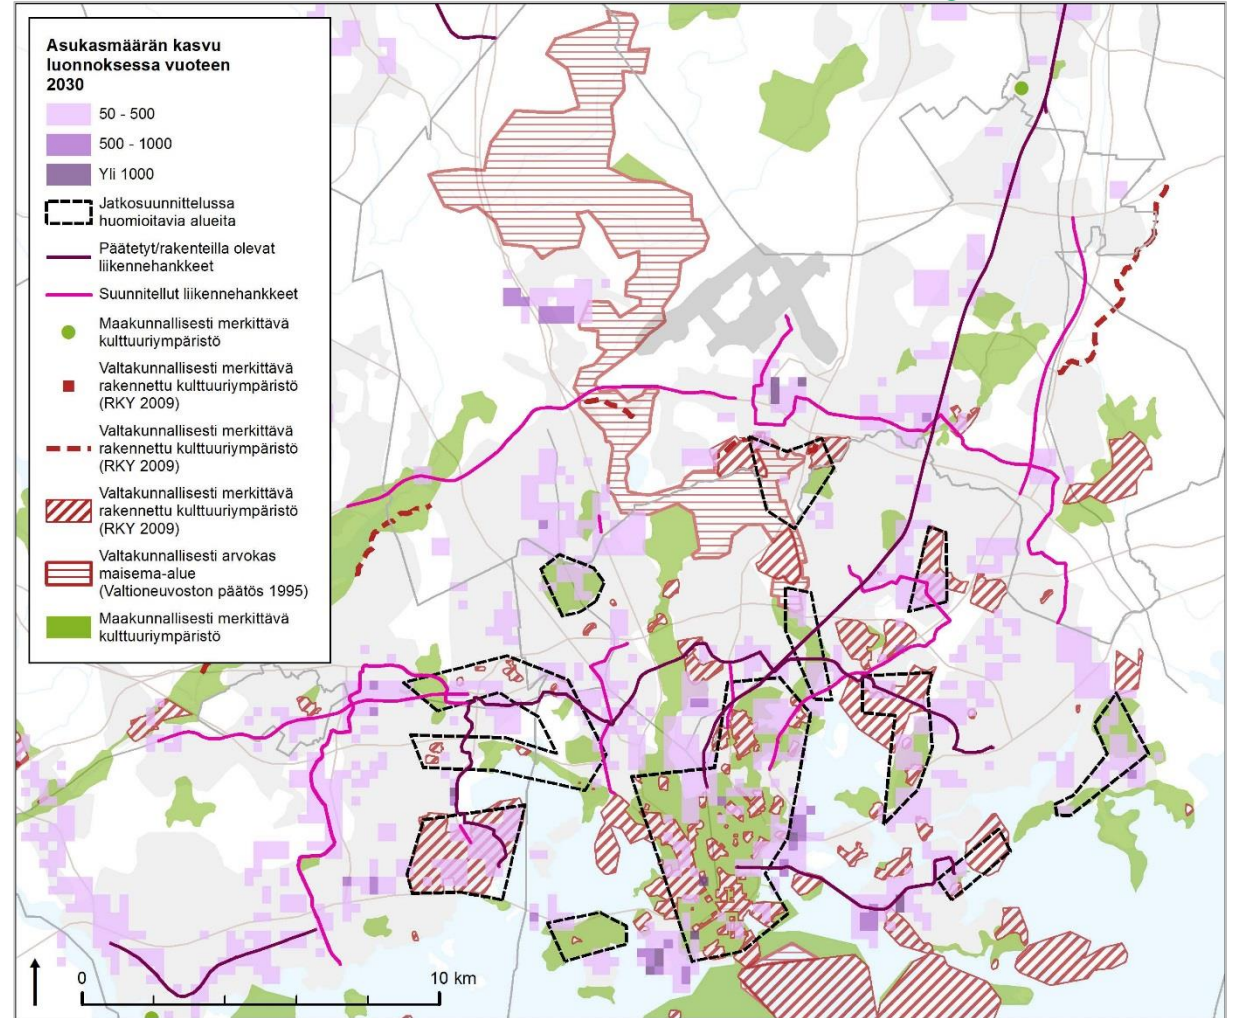 Asukasmäärän kasvu
luonnoksessa vuoteen
2030
50 - 500
500 - 1000
Yli 1000
Jatkosuunnittelussa
huomioitavia alueita
Päätetyt/rakenteilla olevat
liikennehankkeet
Suunnitellut liikennehankkeet
Maakunnallisesti merkittävä
kulttuuriympäristö
Valtakunnallisesti merkittävä
rakennettu kulttuuriympäristö
(RKY 2009)
Valtakunnallisesti merkittävä
rakennettu kulttuuriympäristö
(RKY 2009)
Valtakunnallisesti merkittävä
rakennettu kulttuuriympäristö
(RKY 2009)
Valtakunnallisesti arvokas
maisema-alue
(Valtioneuvoston päätös 1995)
Maakunnallisesti merkittävä
kulttuuriympäristö
0
10 km